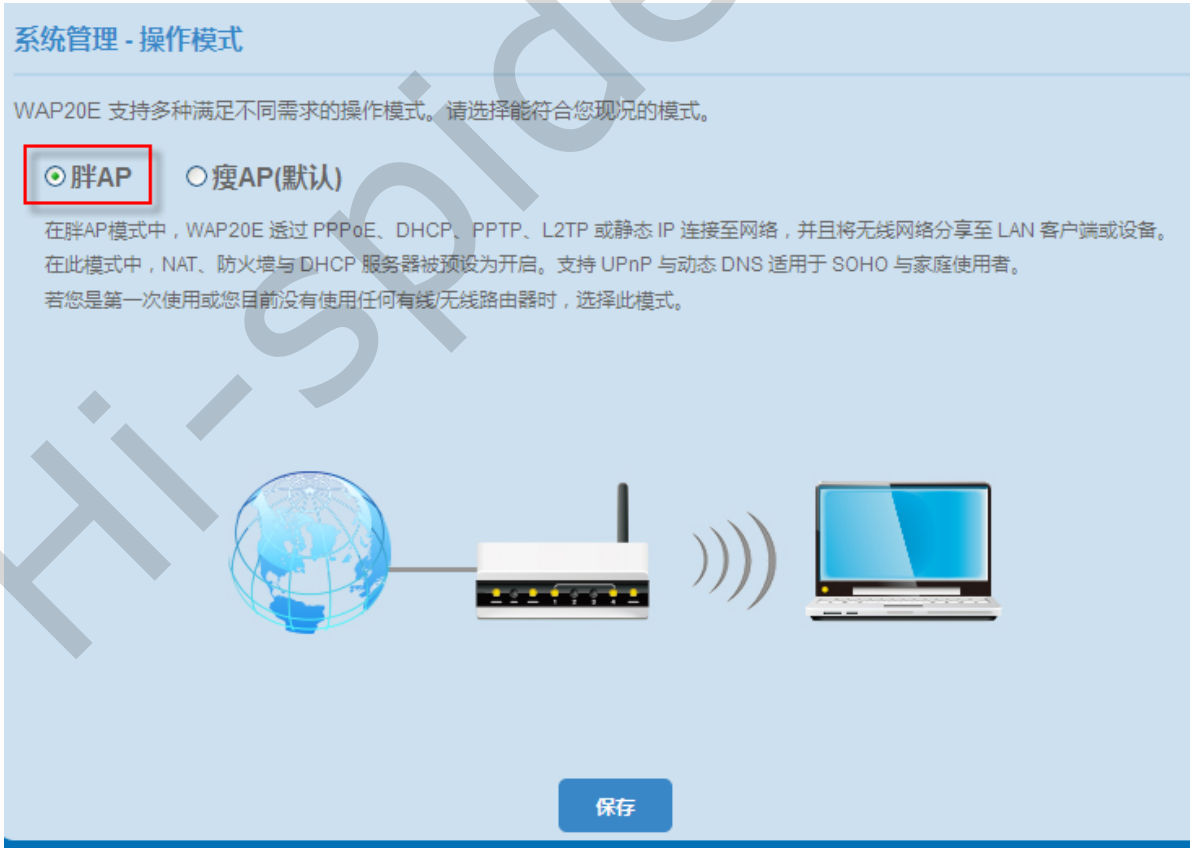 系统管理 - 操作模式
WAP20E 支持多种满足不同需求的操作模式。请选择能符合您现况的模式。
胖AP 瘦AP(默认)
在胖AP模式中，WAP20E 透过 PPPoE、DHCP、PPTP、L2TP 或静态 IP 连接至网络，并且将无线网络分享至 LAN 客户端或设备。
在此模式中，NAT、防火墙与 DHCP 服务器被预设为开启。支持 UPnP 与动态 DNS 适用于 SOHO 与家庭使用者。
若您是第一次使用或您目前没有使用任何有线/无线路由器时，选择此模式。
保存
Hi-spide